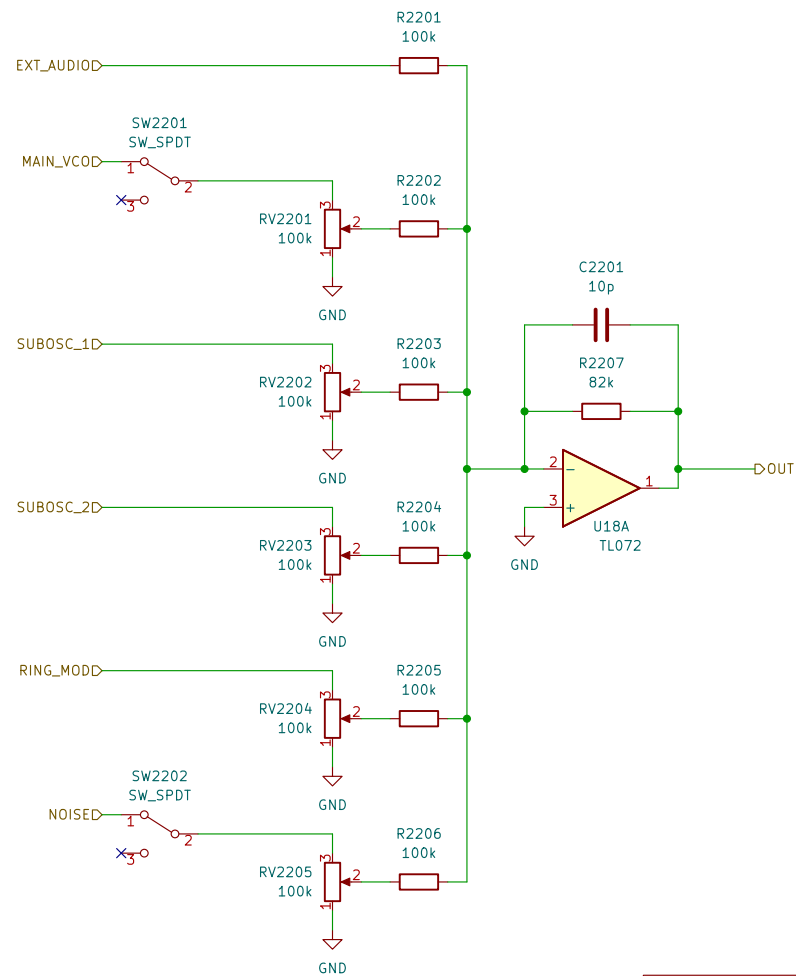 R2201
100k
EXT_AUDIO
SW2201
SW_SPDT
MAIN_VCO
1
2
3
R2202
100k
RV2201
100k
3
2
1
GND
SUBOSC_1
R2203
100k
RV2202
100k
3
2
1
GND
C2201
10p
R2207
82k
2
3
1
−
+
U18A
TL072
GND
OUT
SUBOSC_2
R2204
100k
RV2203
100k
3
2
1
GND
RING_MOD
R2205
100k
RV2204
100k
3
2
1
GND
SW2202
SW_SPDT
NOISE
1
2
3
R2206
100k
RV2205
100k
3
2
1
GND